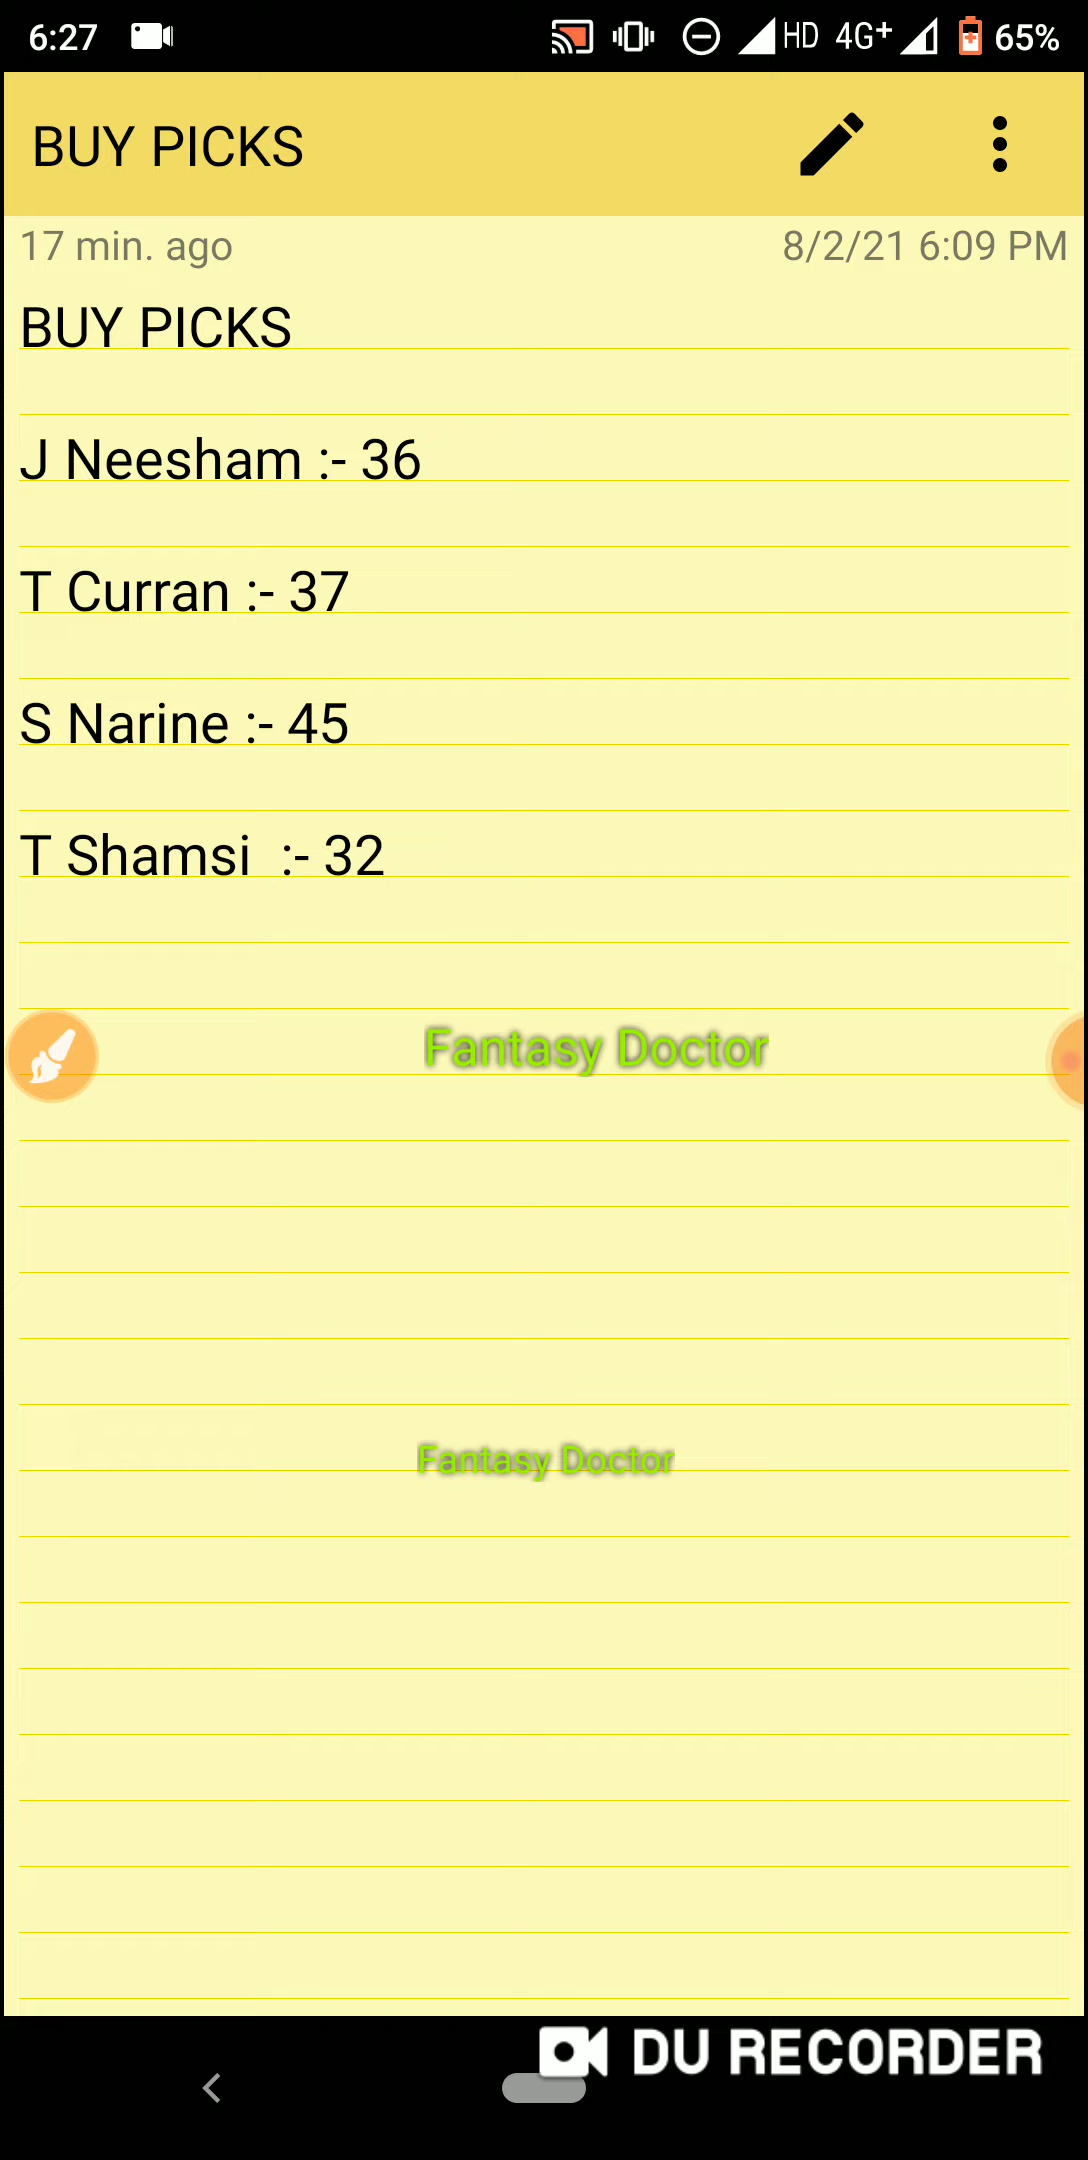 6:27 HD 4G+ 65%
BUY PICKS
17 min. ago 8/2/21 6:09 PM
BUY PICKS
J Neesham :- 36
T Curran :- 37
S Narine :- 45
T Shamsi  :- 32
Fantasy Doctor
Fantasy Doctor
DU RECORDER